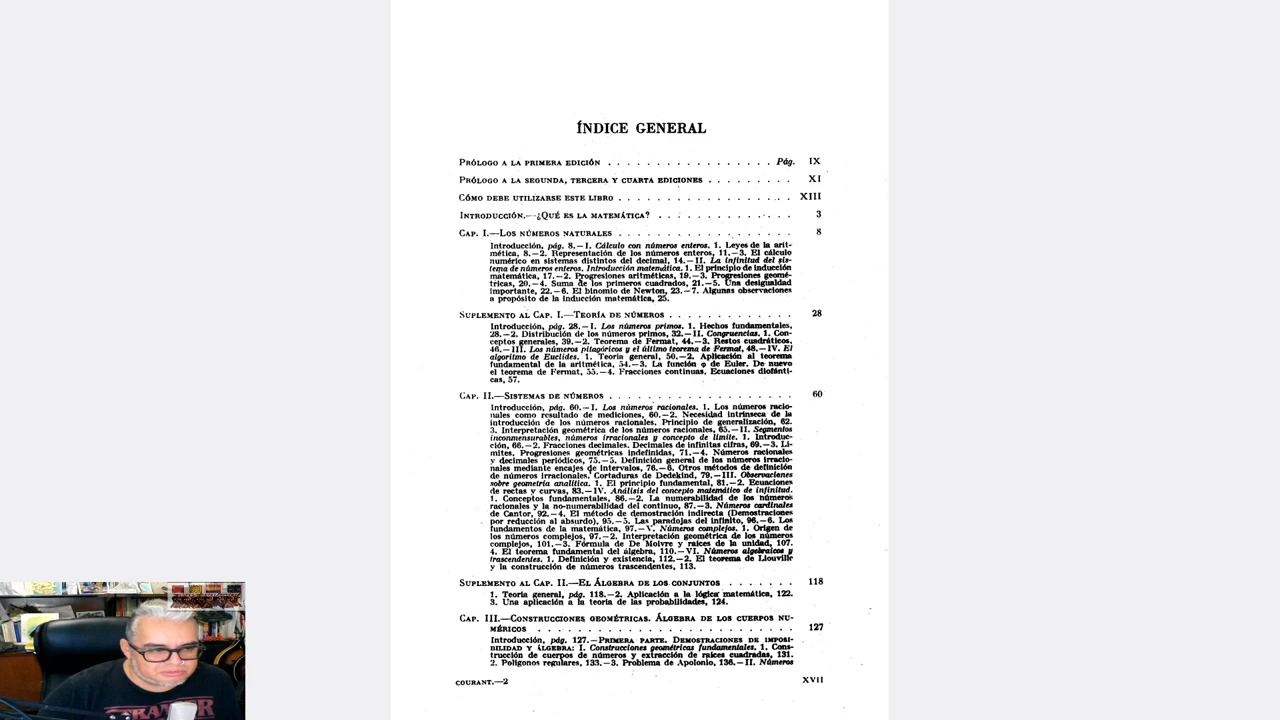 ÍNDICE GENERAL
PRÓLOGO A LA PRIMERA EDICIÓN . . . . . . . . . . . . . . . . . Pág. IX
PRÓLOGO A LA SEGUNDA, TERCERA Y CUARTA EDICIONES . . . . . . . . XI
CÓMO DEBE UTILIZARSE ESTE LIBRO . . . . . . . . . . . . . . . . . . XIII
INTRODUCCIÓN.—¿QUÉ ES LA MATEMÁTICA? . . . . . . . . . . . . . 3
CAP. I.—LOS NÚMEROS NATURALES . . . . . . . . . . . . . . . . . 8
Introducción, pág. 8.—I. Cálculo con números enteros. 1. Leyes de la arit-
mética, 8.—2. Representación de los números enteros, 11.—3. El cálculo
numérico en sistemas distintos del decimal, 14.—II. La infinitud del sis-
tema de números enteros. Introducción matemática. 1. El principio de inducción
matemática, 17.—2. Progresiones aritméticas, 19.—3. Progresiones geomé-
tricas, 20.—4. Suma de los primeros cuadrados, 21.—5. Una desigualdad
importante, 22.—6. El binomio de Newton, 23.—7. Algunas observaciones
a propósito de la inducción matemática, 25.
SUPLEMENTO AL CAP. I.—TEORÍA DE NÚMEROS . . . . . . . . . . . . 28
Introducción, pág. 28.—I. Los números primos. 1. Hechos fundamentales,
28.—2. Distribución de los números primos, 32.—II. Congruencias. 1. Con-
ceptos generales, 39.—2. Teorema de Fermat, 44.—3. Restos cuadráticos,
46.—III. Los números pitagóricos y el último teorema de Fermat, 48.—IV. El
algoritmo de Euclides. 1. Teoría general, 50.—2. Aplicación al teorema
fundamental de la aritmética, 54.—3. La función φ de Euler. De nuevo
el teorema de Fermat, 55.—4. Fracciones continuas. Ecuaciones diofánti-
cas, 57.
CAP. II.—SISTEMAS DE NÚMEROS . . . . . . . . . . . . . . . . . . 60
Introducción, pág. 60.—I. Los números racionales. 1. Los números racio-
nales como resultado de mediciones, 60.—2. Necesidad intrínseca de la
introducción de los números racionales. Principio de generalización, 62.
3. Interpretación geométrica de los números racionales, 65.—II. Segmentos
inconmensurables, números irracionales y concepto de límite. 1. Introduc-
ción, 66.—2. Fracciones decimales. Decimales de infinitas cifras, 69.—3. Lí-
mites. Progresiones geométricas indefinidas, 71.—4. Números racionales
y decimales periódicos, 75.—5. Definición general de los números irracio-
nales mediante encajes de intervalos, 76.—6. Otros métodos de definición
de números irracionales. Cortaduras de Dedekind, 79.—III. Observaciones
sobre geometría analítica. 1. El principio fundamental, 81.—2. Ecuaciones
de rectas y curvas, 83.—IV. Análisis del concepto matemático de infinitud.
1. Conceptos fundamentales, 86.—2. La numerabilidad de los números
racionales y la no-numerabilidad del continuo, 87.—3. Números cardinales
de Cantor, 92.—4. El método de demostración indirecta (Demostraciones
por reducción al absurdo), 95.—5. Las paradojas del infinito, 96.—6. Los
fundamentos de la matemática, 97.—V. Números complejos. 1. Origen de
los números complejos, 97.—2. Interpretación geométrica de los números
complejos, 101.—3. Fórmula de De Moivre y raíces de la unidad, 107.
4. El teorema fundamental del álgebra, 110.—VI. Números algebraicos y
trascendentes. 1. Definición y existencia, 112.—2. El teorema de Liouville
y la construcción de números trascendentes, 113.
SUPLEMENTO AL CAP. II.—EL ÁLGEBRA DE LOS CONJUNTOS . . . . . . . 118
1. Teoría general, pág. 118.—2. Aplicación a la lógica matemática, 122.
3. Una aplicación a la teoría de las probabilidades, 124.
CAP. III.—CONSTRUCCIONES GEOMÉTRICAS. ÁLGEBRA DE LOS CUERPOS NU-
MÉRICOS . . . . . . . . . . . . . . . . . . . . . . . . 127
Introducción, pág. 127.—PRIMERA PARTE. DEMOSTRACIONES DE IMPOSI-
BILIDAD Y ÁLGEBRA: I. Construcciones geométricas fundamentales. 1. Cons-
trucción de cuerpos de números y extracción de raíces cuadradas, 131.
2. Polígonos regulares, 133.—3. Problema de Apolonio, 136.—II. Números
COURANT.—2 XVII